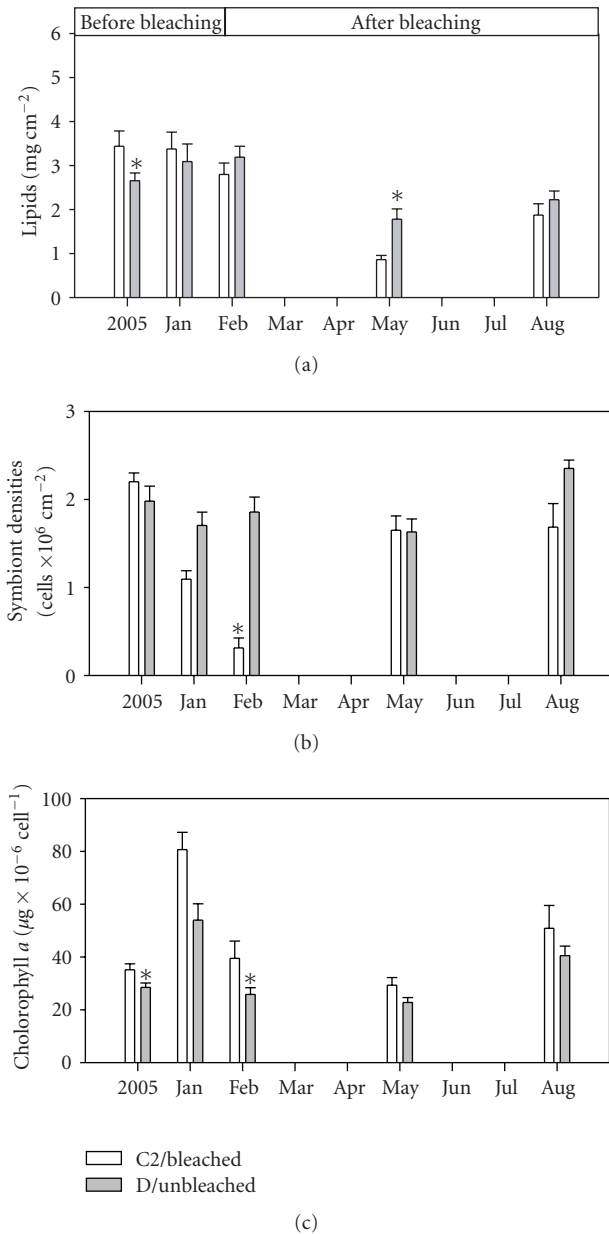 Before bleaching After bleaching
6
5
4
3
2
1
0
Lipids (mg cm−2)
* *
2005 Jan Feb Mar Apr May Jun Jul Aug
(a)
3
2
1
0
Symbiont densities
(cells ×10⁶ cm−2)
*
2005 Jan Feb Mar Apr May Jun Jul Aug
(b)
100
80
60
40
20
0
Cholorophyll a (μg × 10−6 cell−1)
* *
2005 Jan Feb Mar Apr May Jun Jul Aug
C2/bleached
D/unbleached
(c)